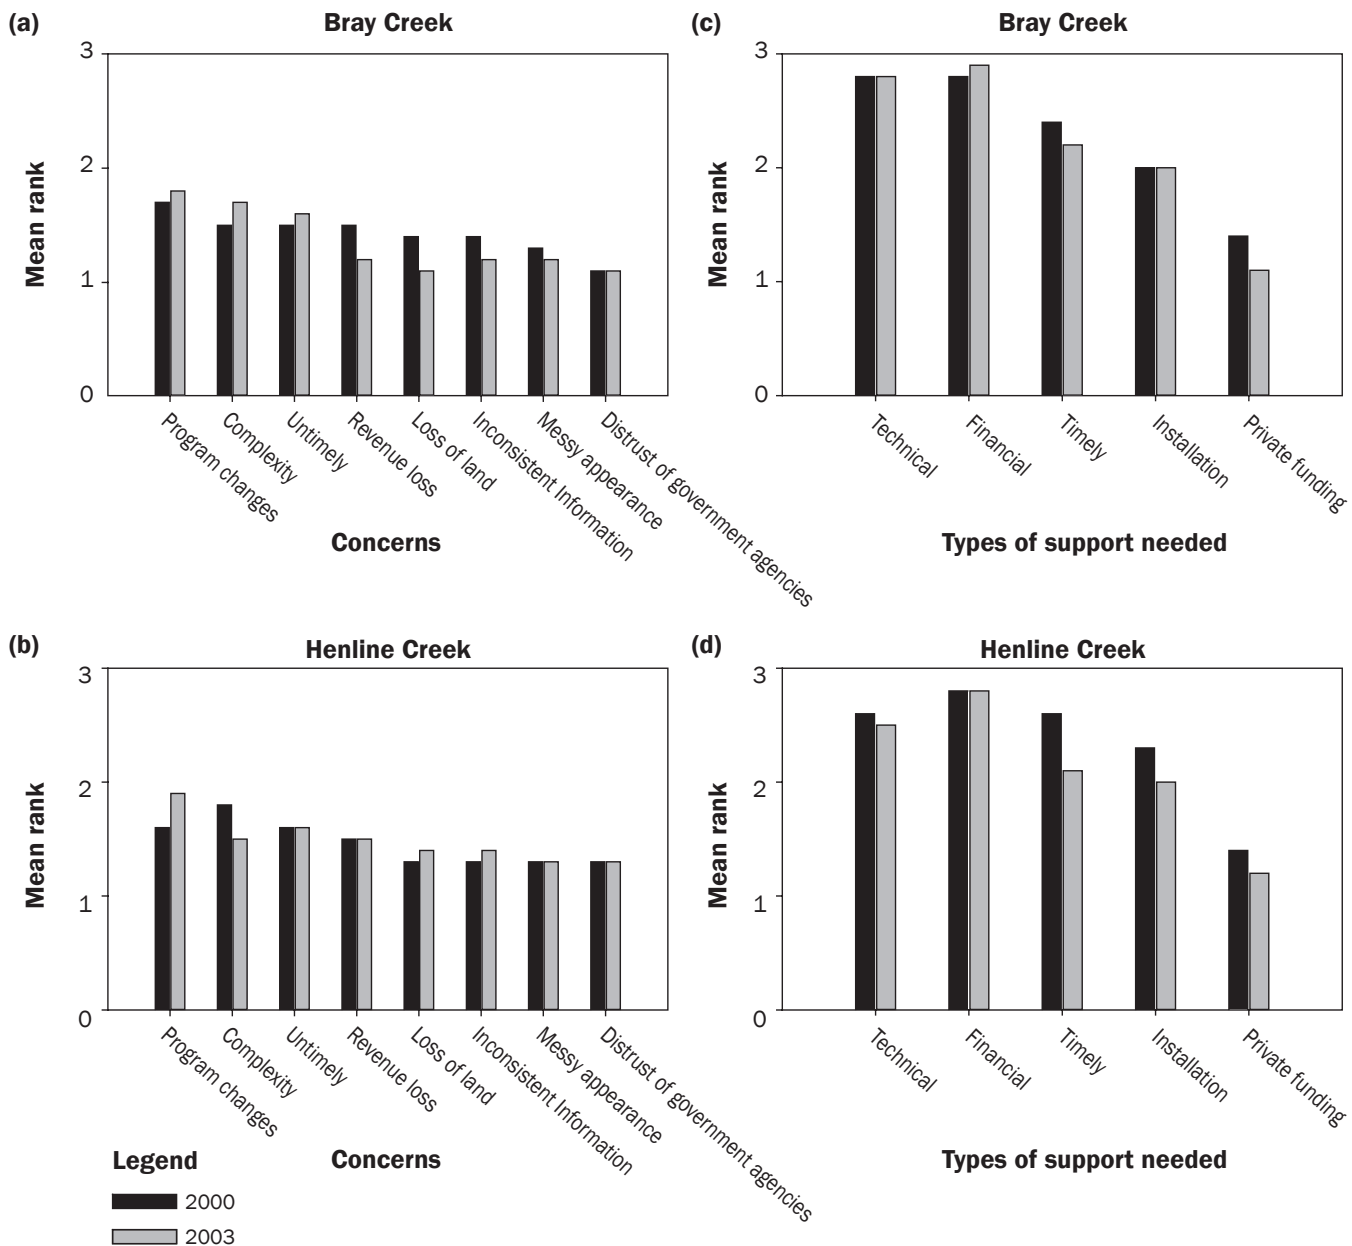 (a)
Bray Creek
3
2
1
0
Mean rank
Program changes
Complexity
Untimely
Revenue loss
Loss of land
Inconsistent Information
Messy appearance
Distrust of government agencies
Concerns
(c)
Bray Creek
3
2
1
0
Mean rank
Technical
Financial
Timely
Installation
Private funding
Types of support needed
(b)
Henline Creek
3
2
1
0
Mean rank
Program changes
Complexity
Untimely
Revenue loss
Loss of land
Inconsistent Information
Messy appearance
Distrust of government agencies
Concerns
(d)
Henline Creek
3
2
1
0
Mean rank
Technical
Financial
Timely
Installation
Private funding
Types of support needed
Legend
2000
2003